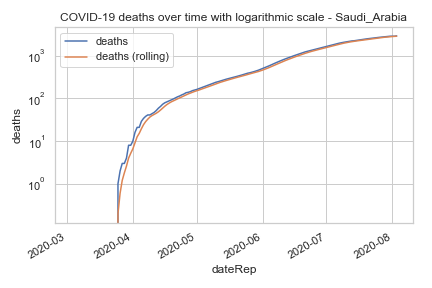 COVID-19 deaths over time with logarithmic scale - Saudi_Arabia
deaths
deaths (rolling)
10³
10²
10¹
10⁰
deaths
2020-03
2020-04
2020-05
2020-06
2020-07
2020-08
dateRep